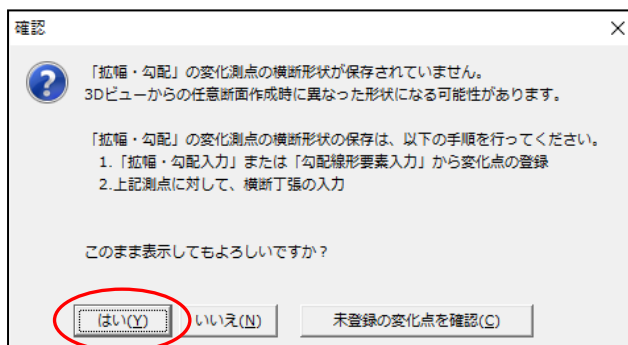 確認
「拡幅・勾配」の変化測点の横断形状が保存されていません。
3Dビューからの任意断面作成時に異なった形状になる可能性があります。
「拡幅・勾配」の変化測点の横断形状の保存は、以下の手順を行ってください。
1.「拡幅・勾配入力」または「勾配線形要素入力」から変化点の登録
2.上記測点に対して、横断丁張の入力
このまま表示してもよろしいですか？
はい(Y) いいえ(N) 未登録の変化点を確認(C)